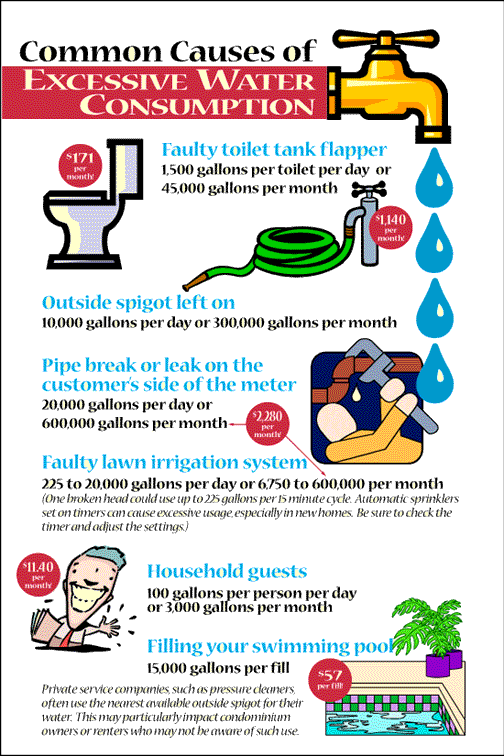 Common Causes of
EXCESSIVE WATER
CONSUMPTION
$171
per
month!
Faulty toilet tank flapper
1,500 gallons per toilet per day or
45,000 gallons per month
$1,140
per
month!
Outside spigot left on
10,000 gallons per day or 300,000 gallons per month
Pipe break or leak on the
customer's side of the meter
20,000 gallons per day or
600,000 gallons per month
$2,280
per
month!
Faulty lawn irrigation system
225 to 20,000 gallons per day or 6,750 to 600,000 per month
(One broken head could use up to 225 gallons per 15 minute cycle. Automatic sprinklers
set on timers can cause excessive usage, especially in new homes. Be sure to check the
timer and adjust the settings.)
$11.40
per
month!
Household guests
100 gallons per person per day
or 3,000 gallons per month
Filling your swimming pool
15,000 gallons per fill
$57
per fill!
Private service companies, such as pressure cleaners,
often use the nearest available outside spigot for their
water. This may particularly impact condominium
owners or renters who may not be aware of such use.